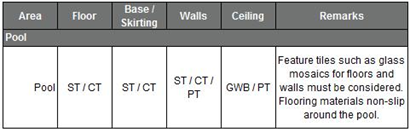 Area Floor Base / Skirting Walls Ceiling Remarks
Pool
Pool ST / CT ST / CT ST / CT / PT GWB / PT Feature tiles such as glass
mosaics for floors and
walls must be considered.
Flooring materials non-slip
around the pool.